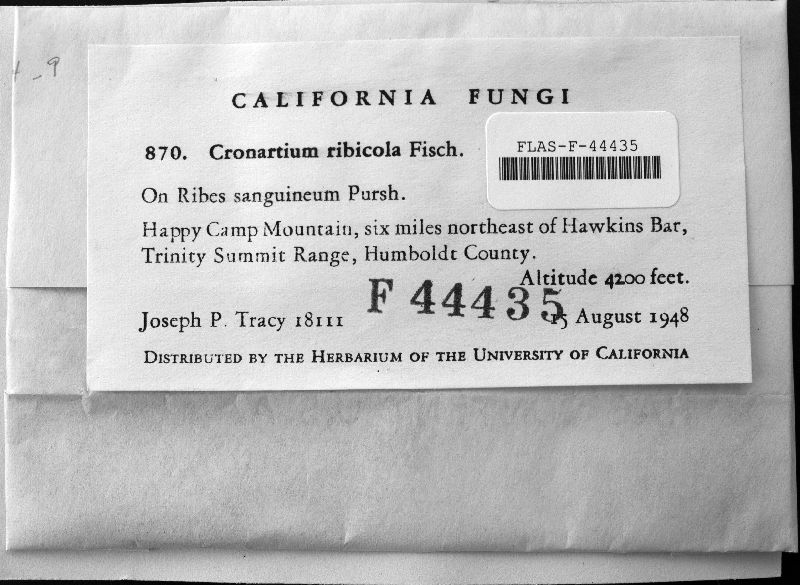 CALIFORNIA FUNGI
FLAS-F-44435
870. Cronartium ribicola Fisch.
On Ribes sanguineum Pursh.
Happy Camp Mountain, six miles northeast of Hawkins Bar,
Trinity Summit Range, Humboldt County.
Altitude 4200 feet.
F 44435
Joseph P. Tracy 18111
15 August 1948
DISTRIBUTED BY THE HERBARIUM OF THE UNIVERSITY OF CALIFORNIA